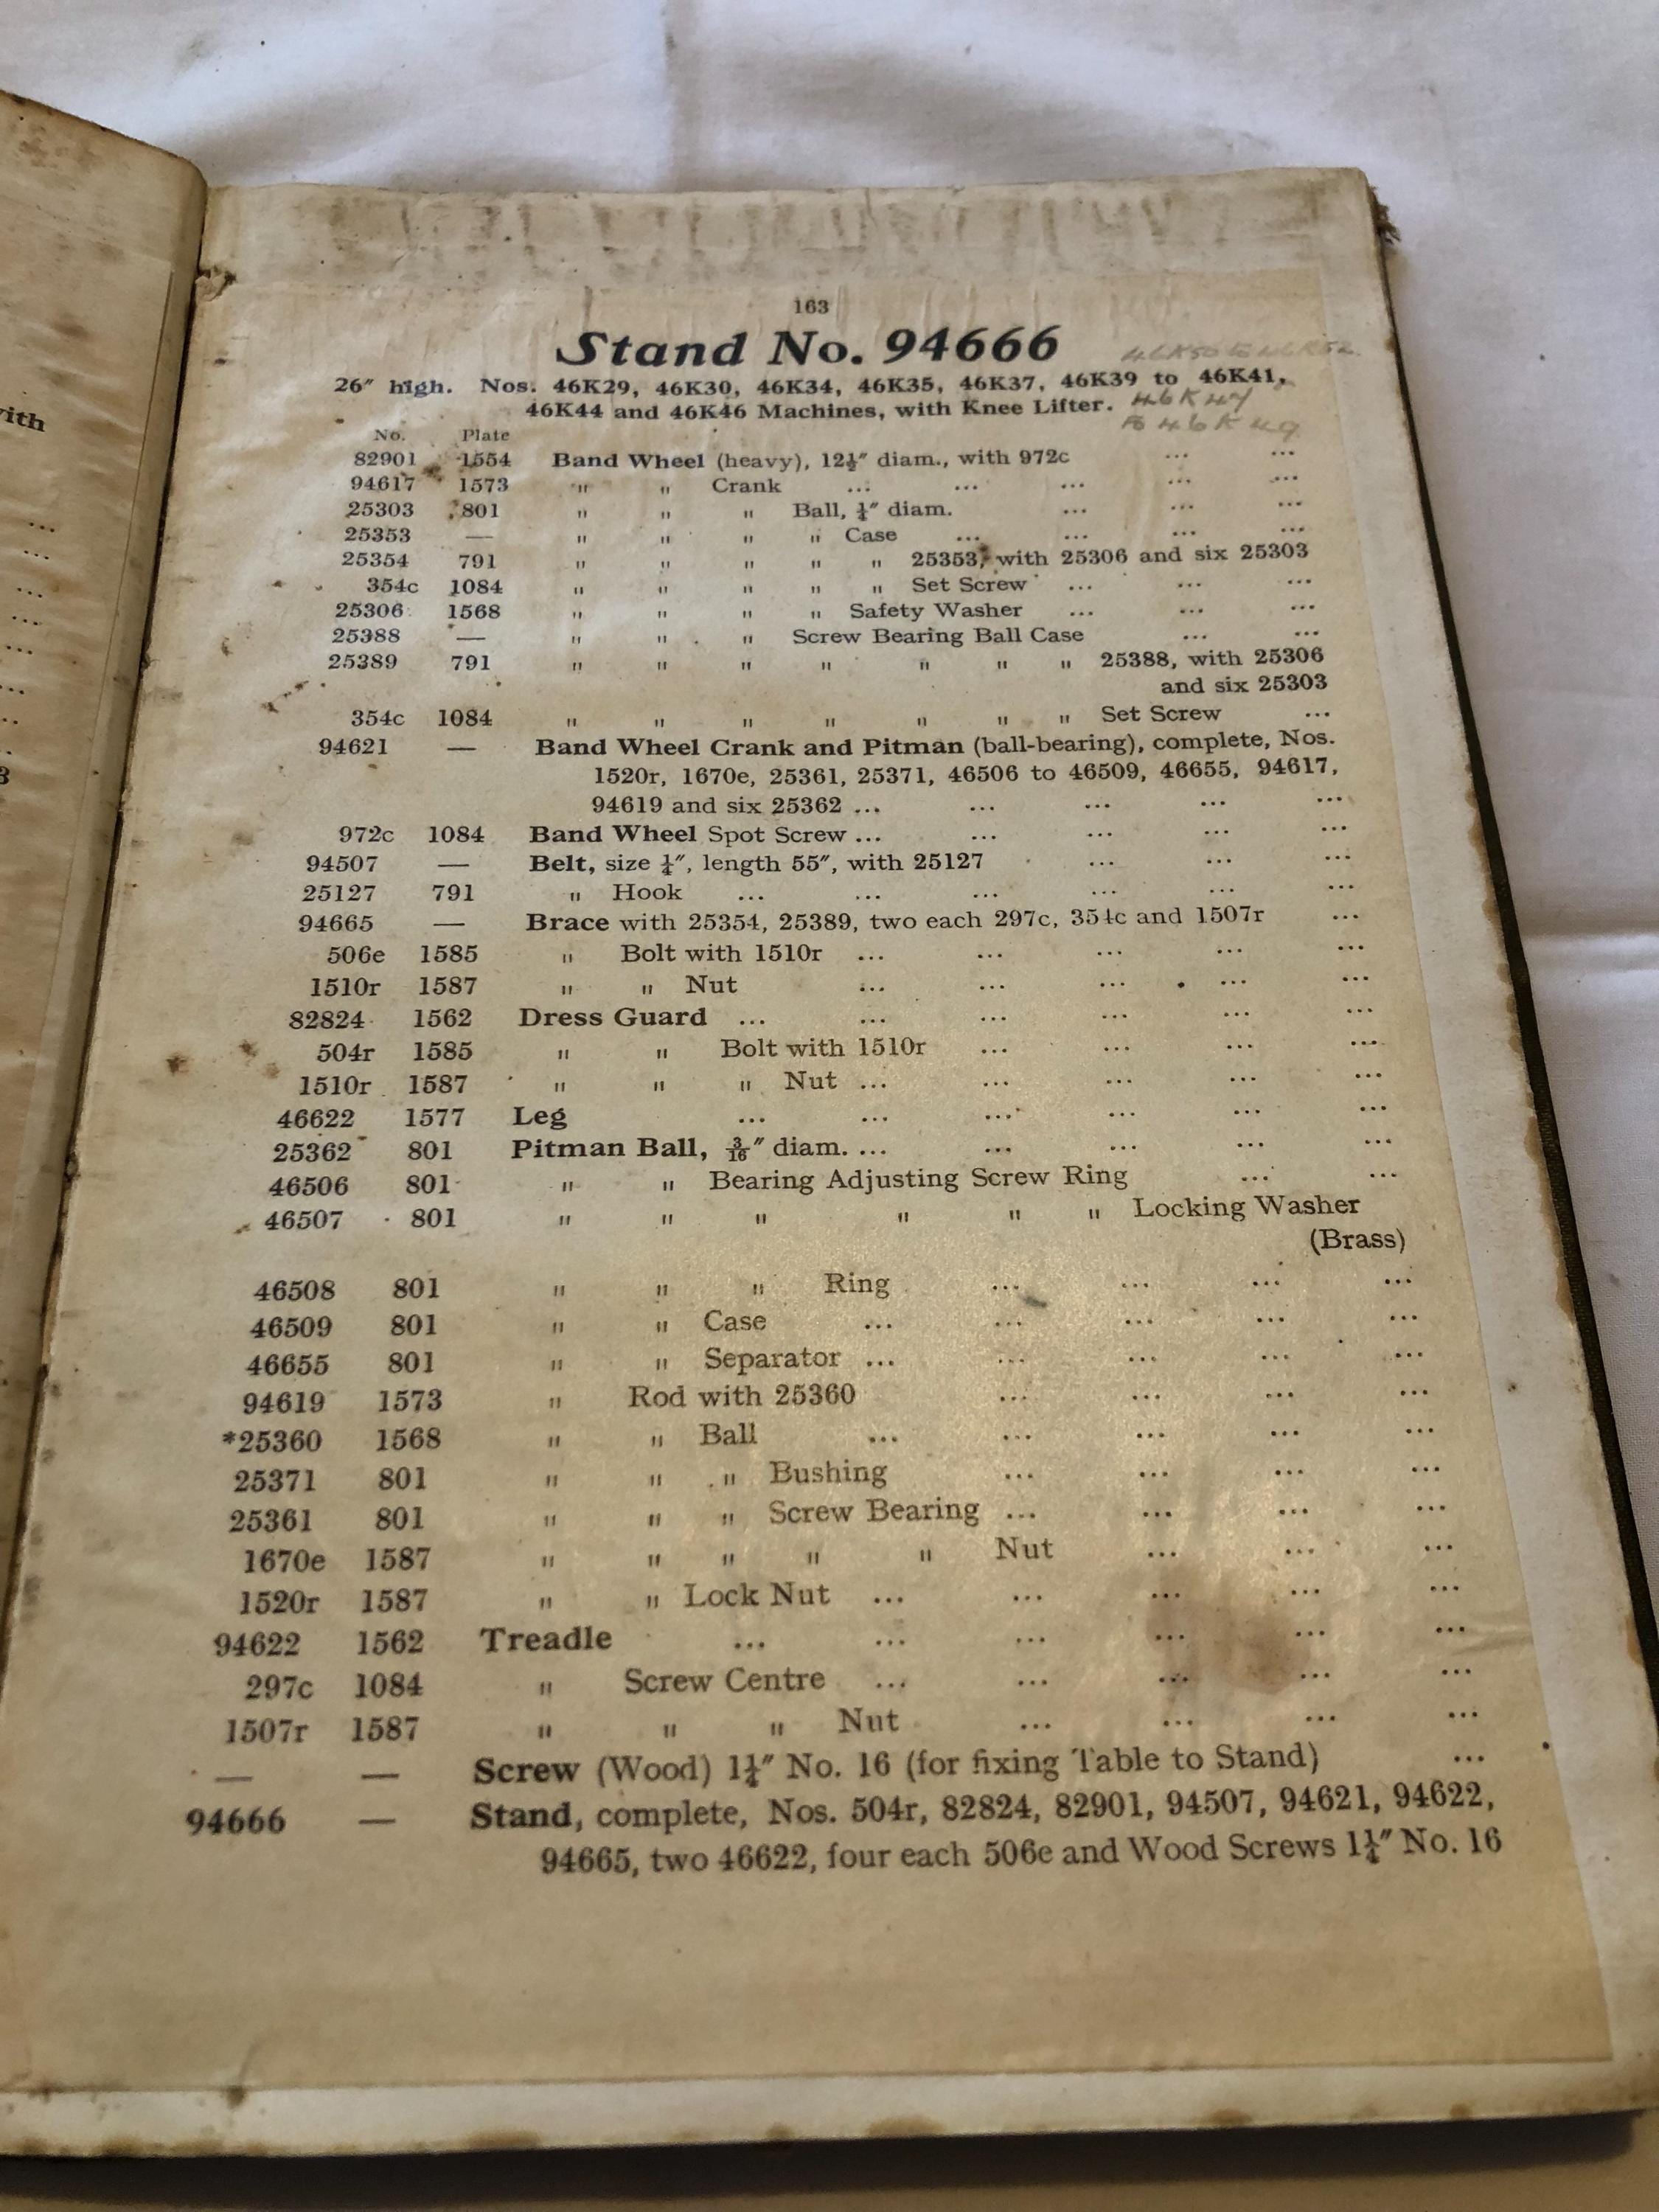 ith
3
163
Stand No. 94666
46K50 to 46K52
26″ high. Nos. 46K29, 46K30, 46K34, 46K35, 46K37, 46K39 to 46K41,
46K44 and 46K46 Machines, with Knee Lifter. 46K47
to 46K49
No. Plate
82901 1554 Band Wheel (heavy), 12½″ diam., with 972c ... ...
94617 1573 " " Crank ... ... ... ... ...
25303 801 " " " Ball, ¼″ diam. ... ... ...
25353 — " " " " Case ... ... ... ...
25354 791 " " " " " 25353, with 25306 and six 25303
354c 1084 " " " " " Set Screw ... ... ...
25306 1568 " " " " Safety Washer ... ... ...
25388 — " " " Screw Bearing Ball Case ... ...
25389 791 " " " " " " " 25388, with 25306
and six 25303
354c 1084 " " " " " " " Set Screw ...
94621 — Band Wheel Crank and Pitman (ball-bearing), complete, Nos.
1520r, 1670e, 25361, 25371, 46506 to 46509, 46655, 94617,
94619 and six 25362 ... ... ... ... ...
972c 1084 Band Wheel Spot Screw ... ... ... ... ...
94507 — Belt, size ¼″, length 55″, with 25127 ... ... ...
25127 791 " Hook ... ... ... ... ... ...
94665 — Brace with 25354, 25389, two each 297c, 354c and 1507r ...
506e 1585 " Bolt with 1510r ... ... ... ... ...
1510r 1587 " " Nut ... ... ... ... ...
82824 1562 Dress Guard ... ... ... ... ... ...
504r 1585 " " Bolt with 1510r ... ... ... ...
1510r 1587 " " " Nut ... ... ... ... ...
46622 1577 Leg ... ... ... ... ... ...
25362 801 Pitman Ball, 3/16″ diam. ... ... ... ... ...
46506 801 " " Bearing Adjusting Screw Ring ... ...
46507 801 " " " " " " Locking Washer
(Brass)
46508 801 " " " Ring ... ... ... ...
46509 801 " " Case ... ... ... ... ...
46655 801 " " Separator ... ... ... ... ...
94619 1573 " Rod with 25360 ... ... ... ...
*25360 1568 " " Ball ... ... ... ... ...
25371 801 " " " Bushing ... ... ... ...
25361 801 " " " Screw Bearing ... ... ... ...
1670e 1587 " " " " " Nut ... ... ...
1520r 1587 " " Lock Nut ... ... ... ... ...
94622 1562 Treadle ... ... ... ... ... ...
297c 1084 " Screw Centre ... ... ... ... ...
1507r 1587 " " " Nut ... ... ... ...
— — Screw (Wood) 1¼″ No. 16 (for fixing Table to Stand) ...
94666 — Stand, complete, Nos. 504r, 82824, 82901, 94507, 94621, 94622,
94665, two 46622, four each 506e and Wood Screws 1¼″ No. 16